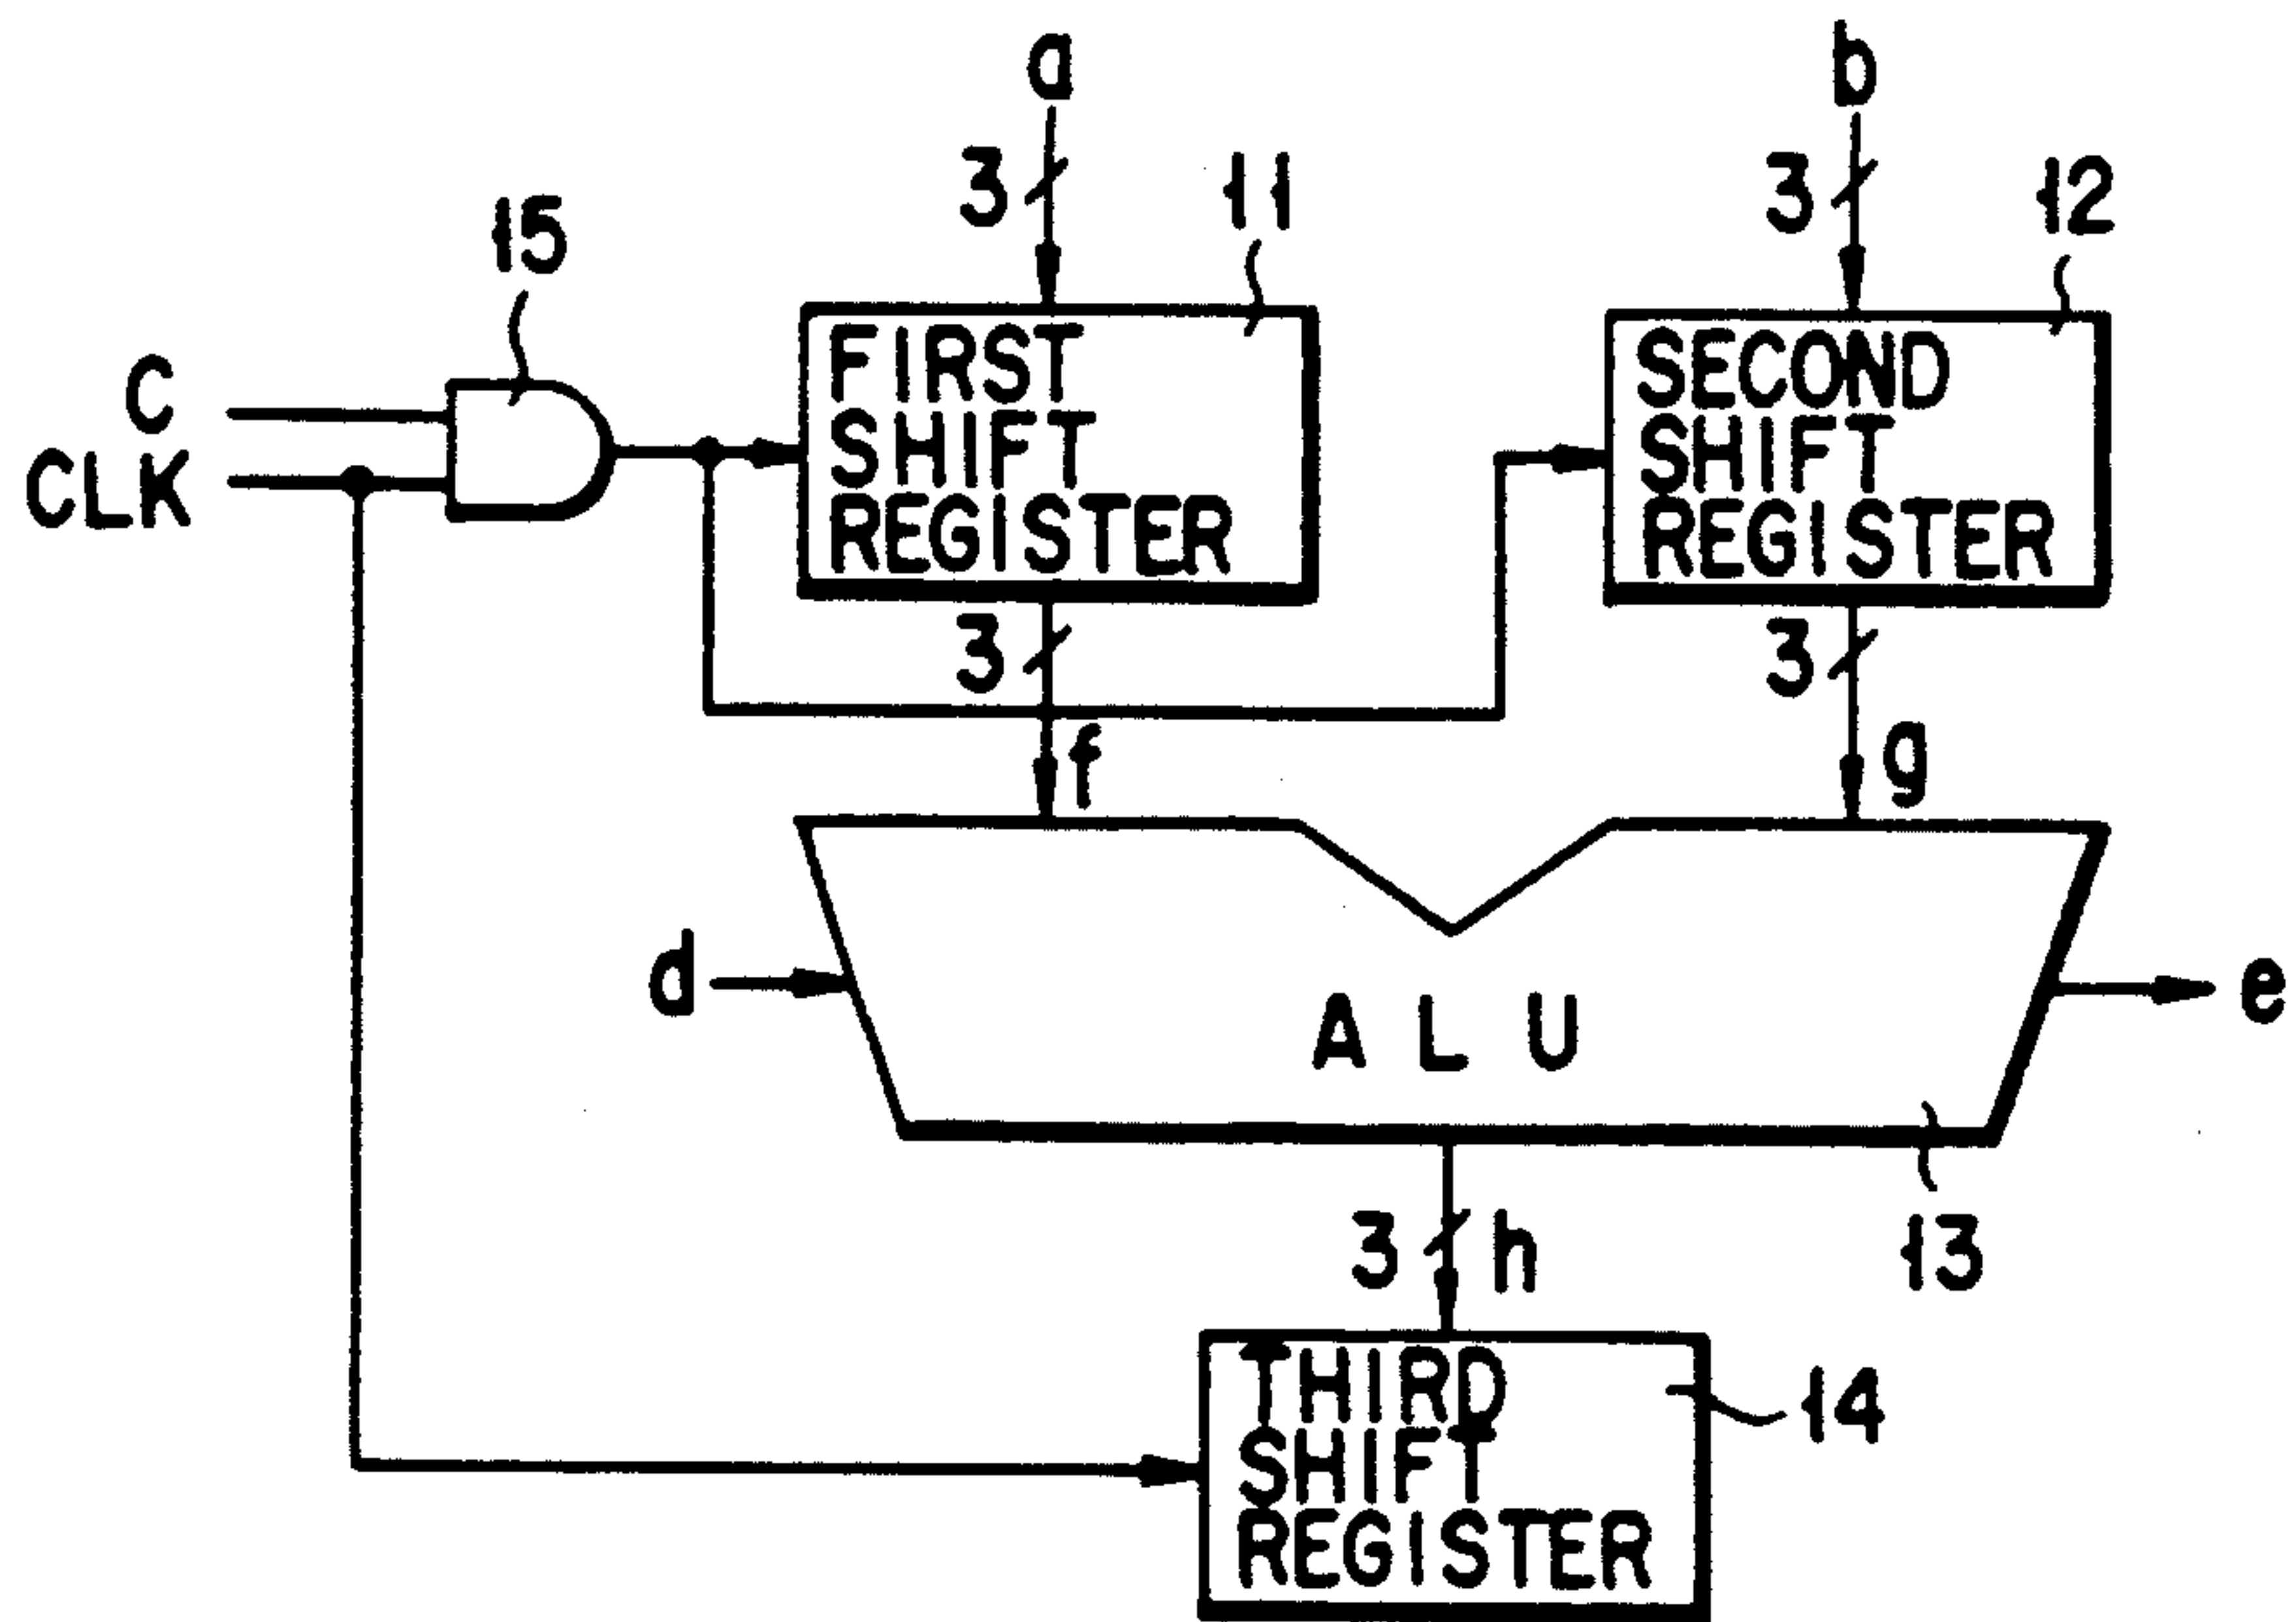 a
b
3
11
3
12
15
C
CLK
FIRST
SHIFT
REGISTER
SECOND
SHIFT
REGISTER
3
3
f
g
d
ALU
e
3
h
13
THIRD
SHIFT
REGISTER
14